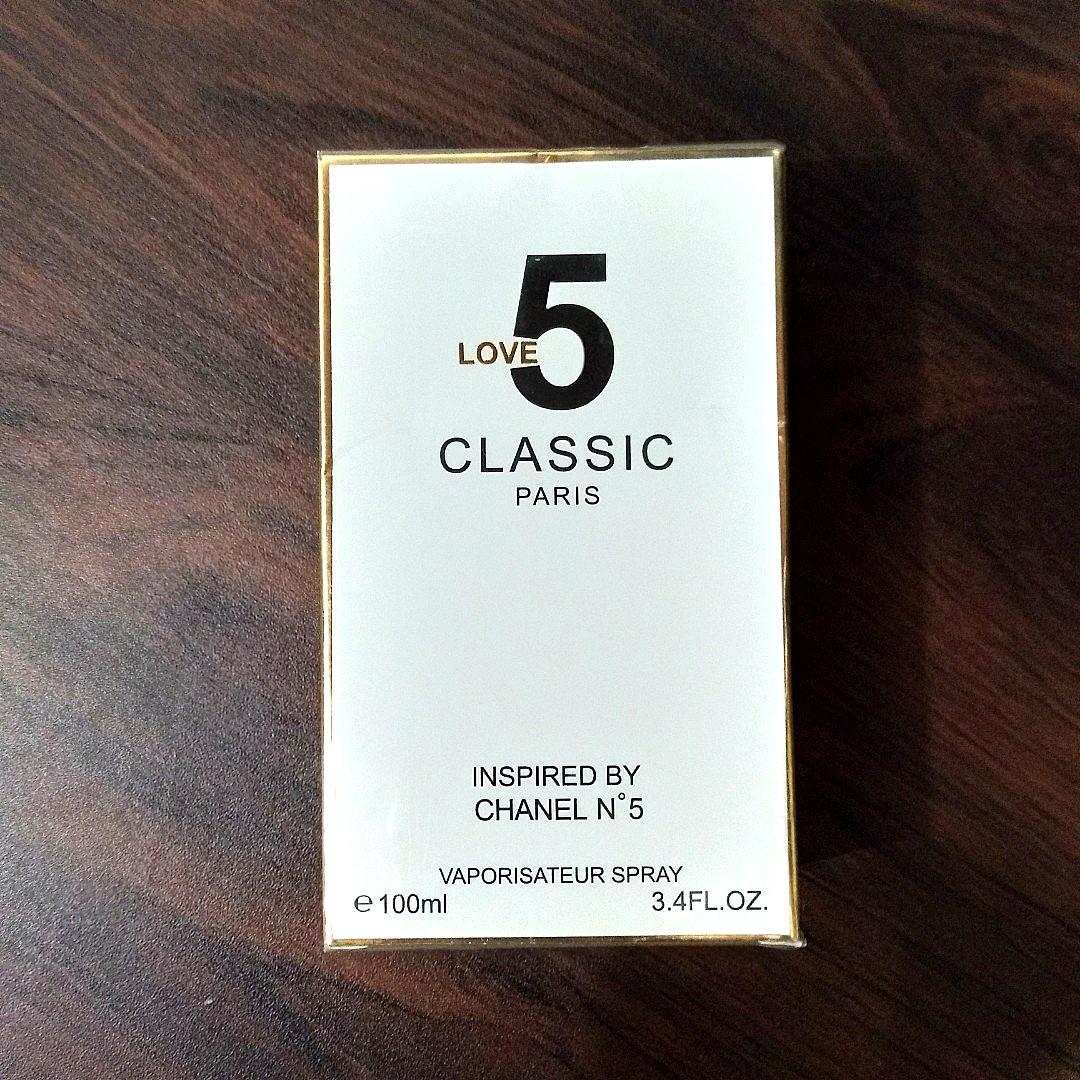 5
LOVE
CLASSIC
PARIS
INSPIRED BY
CHANEL N°5
VAPORISATEUR SPRAY
℮ 100ml 3.4FL.OZ.